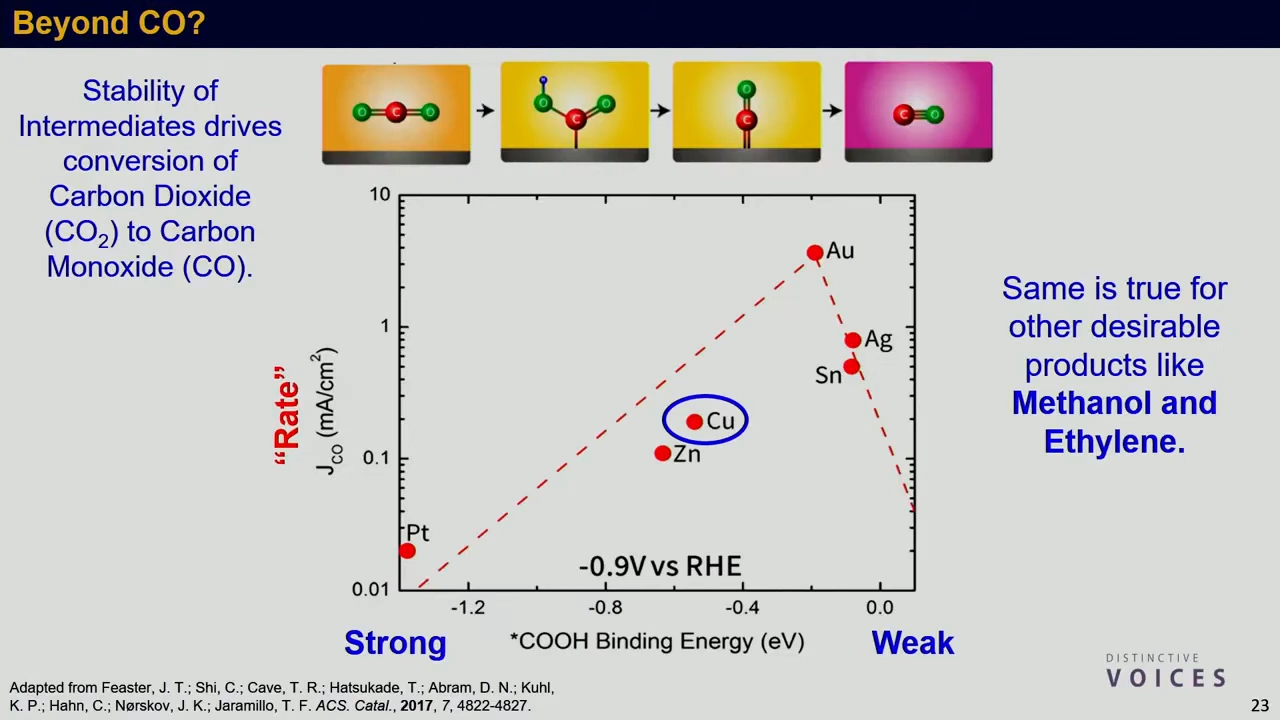 Beyond CO?
Stability of
Intermediates drives
conversion of
Carbon Dioxide
(CO₂) to Carbon
Monoxide (CO).
O C O
O C O
O C
C O
10
1
0.1
0.01
"Rate"
J_CO (mA/cm²)
Au
Ag
Sn
Cu
Zn
Pt
-0.9V vs RHE
-1.2 -0.8 -0.4 0.0
Strong *COOH Binding Energy (eV) Weak
Same is true for
other desirable
products like
Methanol and
Ethylene.
DISTINCTIVE
VOICES
Adapted from Feaster, J. T.; Shi, C.; Cave, T. R.; Hatsukade, T.; Abram, D. N.; Kuhl,
K. P.; Hahn, C.; Nørskov, J. K.; Jaramillo, T. F. ACS. Catal., 2017, 7, 4822-4827.
23